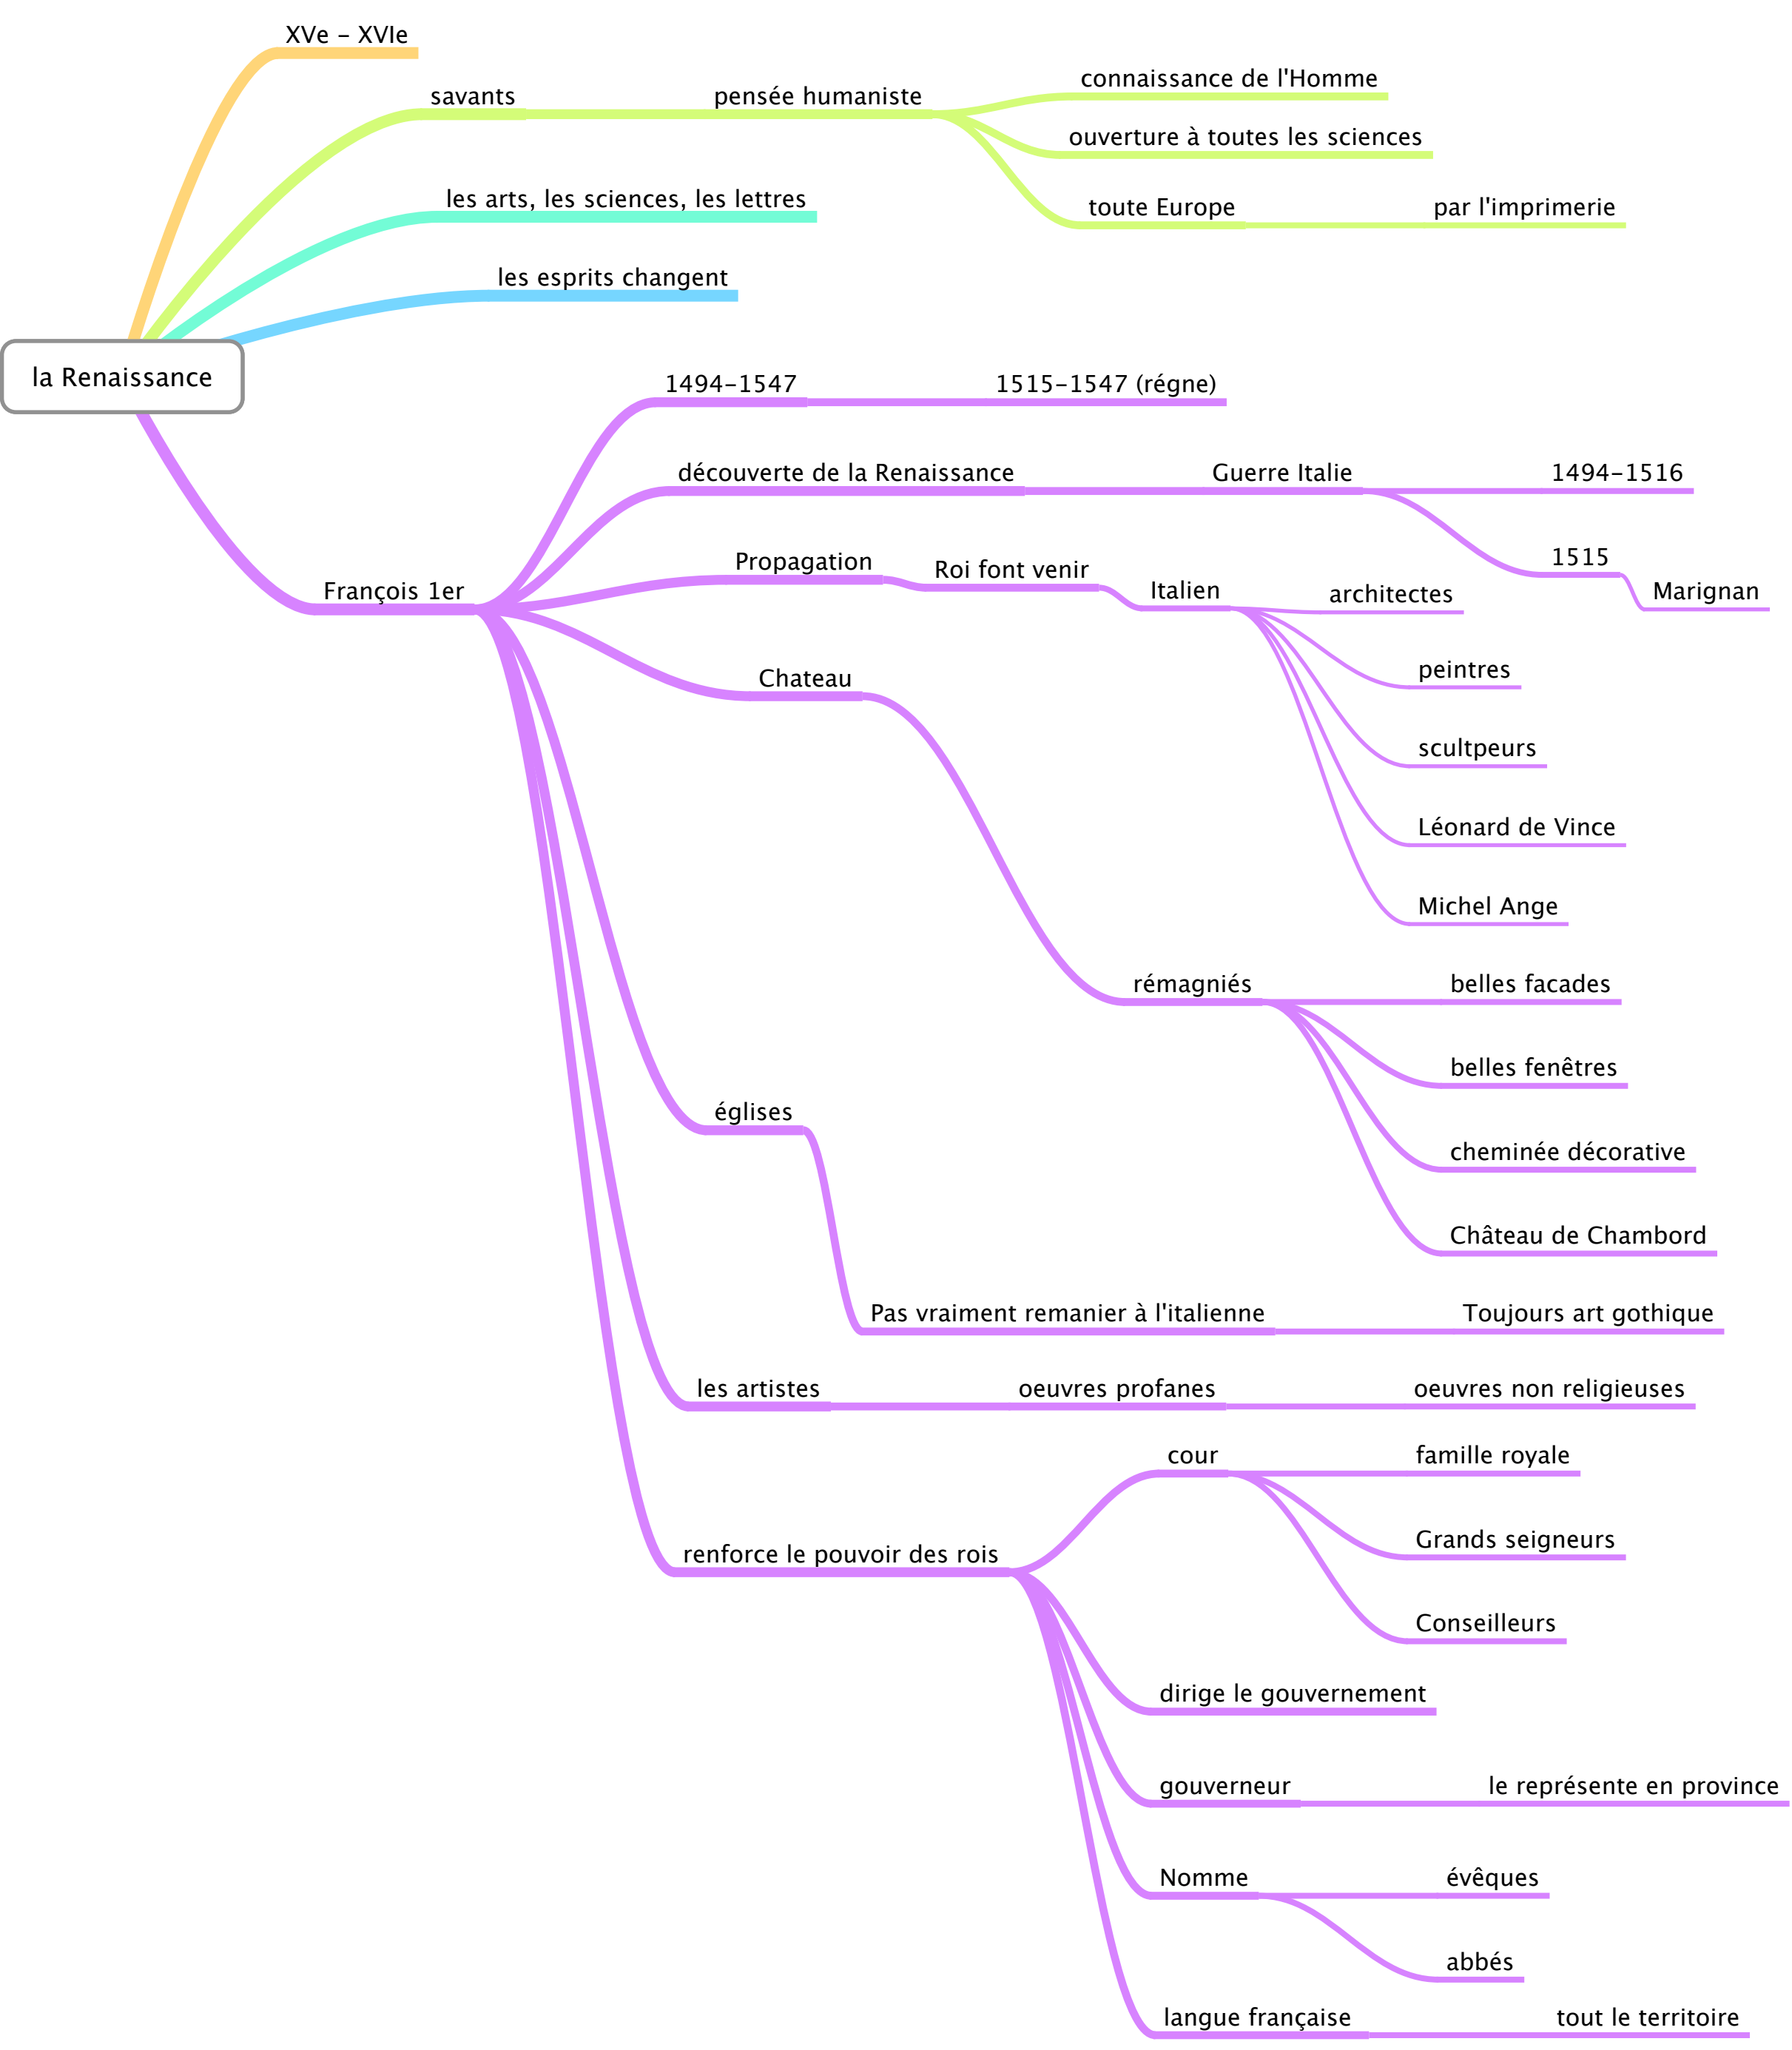 XVe – XVIe
savants
pensée humaniste
connaissance de l'Homme
ouverture à toutes les sciences
toute Europe
par l'imprimerie
les arts, les sciences, les lettres
les esprits changent
la Renaissance
François 1er
1494–1547
1515–1547 (régne)
découverte de la Renaissance
Guerre Italie
1494–1516
1515
Marignan
Propagation
Roi font venir
Italien
architectes
peintres
scultpeurs
Léonard de Vince
Michel Ange
Chateau
rémagniés
belles facades
belles fenêtres
cheminée décorative
Château de Chambord
églises
Pas vraiment remanier à l'italienne
Toujours art gothique
les artistes
oeuvres profanes
oeuvres non religieuses
renforce le pouvoir des rois
cour
famille royale
Grands seigneurs
Conseilleurs
dirige le gouvernement
gouverneur
le représente en province
Nomme
évêques
abbés
langue française
tout le territoire